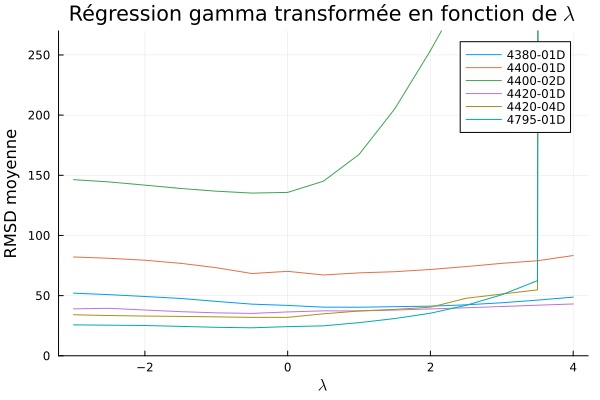 Régression gamma transformée en fonction de λ
RMSD moyenne
250
200
150
100
50
0
−2
0
2
4
λ
4380-01D
4400-01D
4400-02D
4420-01D
4420-04D
4795-01D